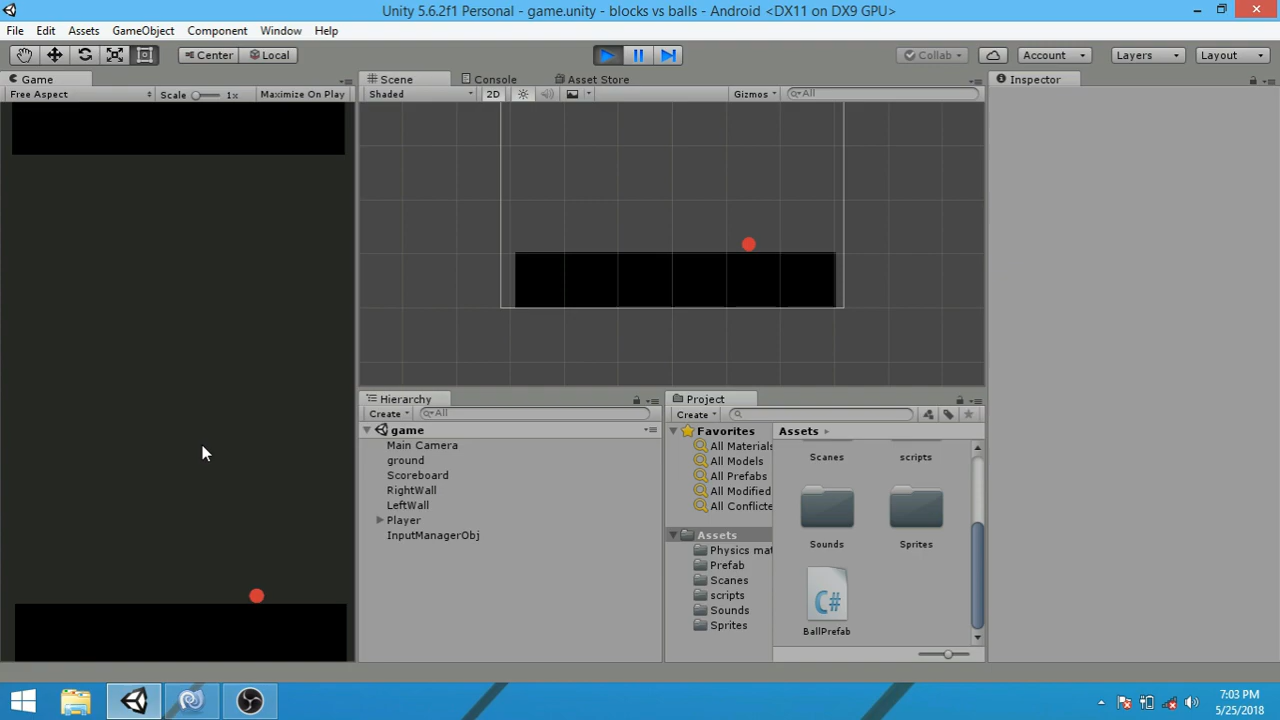 Unity 5.6.2f1 Personal - game.unity - blocks vs balls - Android <DX11 on DX9 GPU>
File Edit Assets GameObject Component Window Help
Center Local Collab Account Layers Layout
Game Scene Console Asset Store Inspector
Free Aspect Scale 1x Maximize On Play Shaded 2D Gizmos All
Hierarchy Project
Create All Create
game
Main Camera
ground
Scoreboard
RightWall
LeftWall
Player
InputManagerObj
Favorites
All Materials
All Models
All Prefabs
All Modified
All Conflicte
Assets
Physics mat
Prefab
Scanes
scripts
Sounds
Sprites
Assets
Scanes scripts
Sounds Sprites
C#
BallPrefab
7:03 PM
5/25/2018